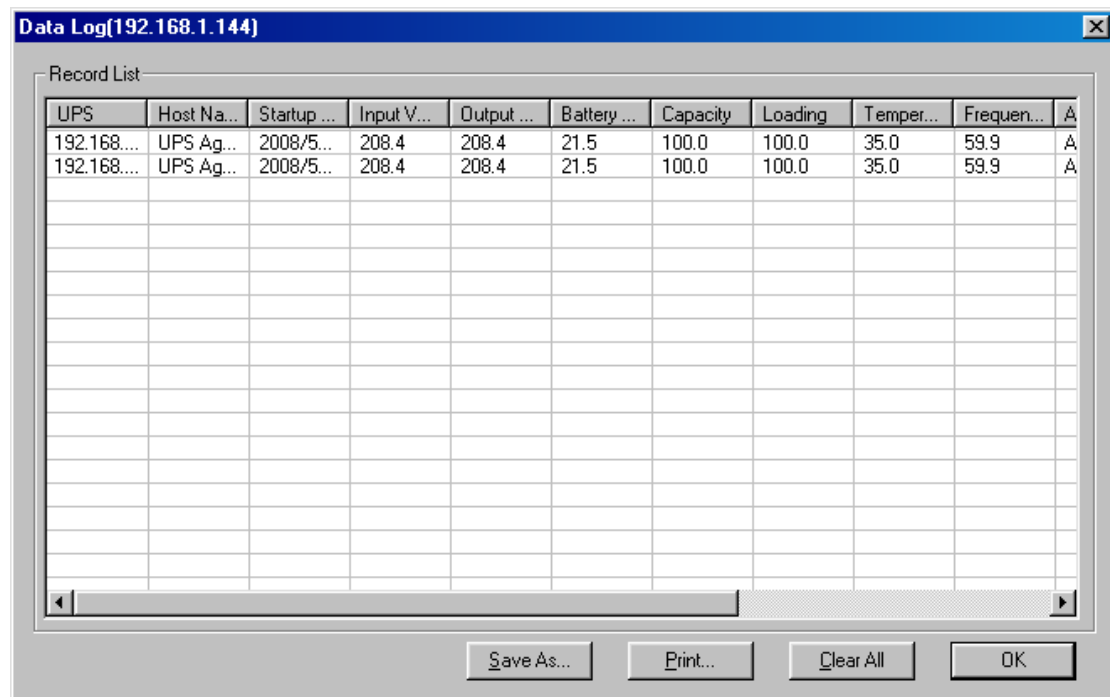 Data Log(192.168.1.144)
Record List
UPS Host Na... Startup ... Input V... Output ... Battery ... Capacity Loading Temper... Frequen... A
192.168.... UPS Ag... 2008/5... 208.4 208.4 21.5 100.0 100.0 35.0 59.9 A
192.168.... UPS Ag... 2008/5... 208.4 208.4 21.5 100.0 100.0 35.0 59.9 A
Save As... Print... Clear All OK